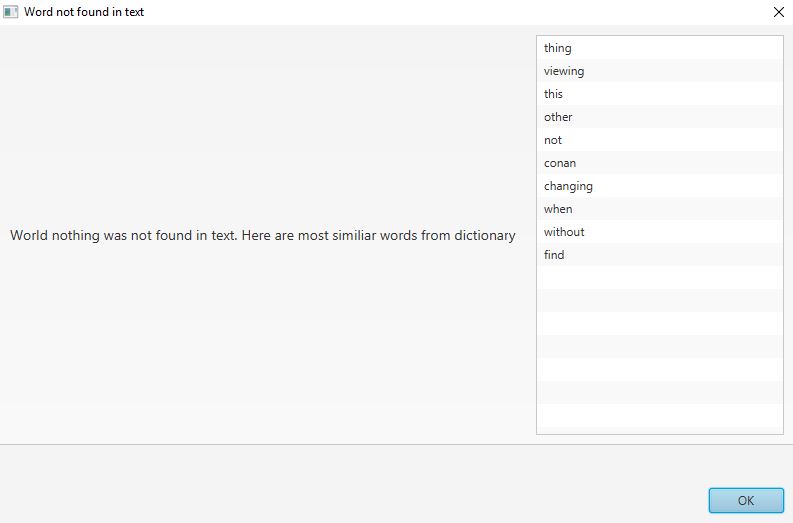 Word not found in text
World nothing was not found in text. Here are most similiar words from dictionary
thing
viewing
this
other
not
conan
changing
when
without
find
OK